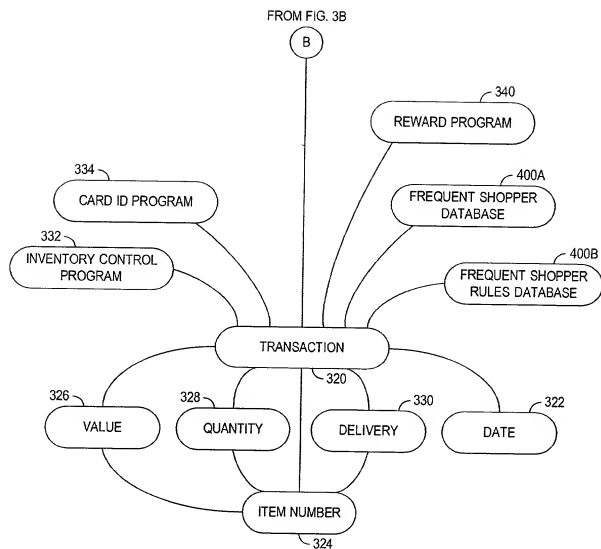 FROM FIG. 3B
B
340
REWARD PROGRAM
334
CARD ID PROGRAM
400A
FREQUENT SHOPPER
DATABASE
332
INVENTORY CONTROL
PROGRAM
400B
FREQUENT SHOPPER
RULES DATABASE
TRANSACTION
320
326
VALUE
328
QUANTITY
330
DELIVERY
322
DATE
ITEM NUMBER
324